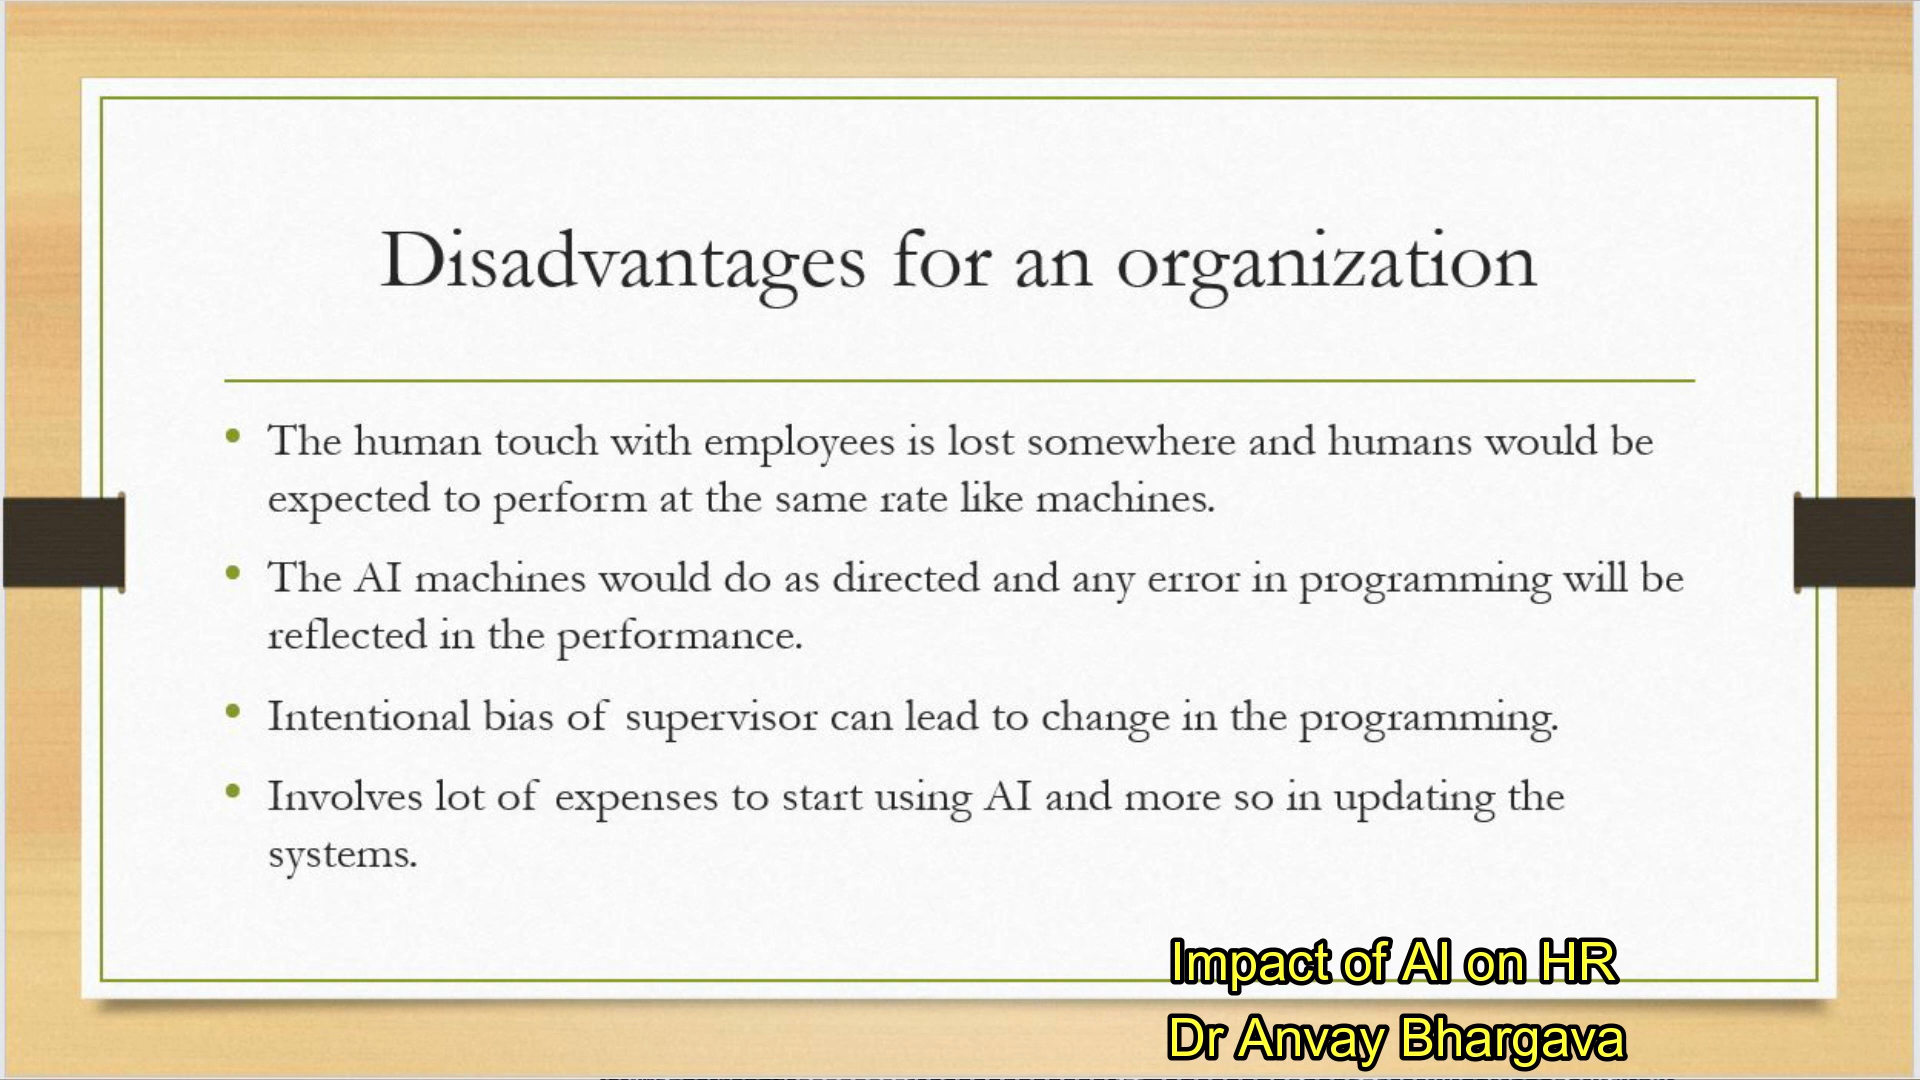 Disadvantages for an organization
• The human touch with employees is lost somewhere and humans would be
expected to perform at the same rate like machines.
• The AI machines would do as directed and any error in programming will be
reflected in the performance.
• Intentional bias of supervisor can lead to change in the programming.
• Involves lot of expenses to start using AI and more so in updating the
systems.
Impact of AI on HR
Dr Anvay Bhargava